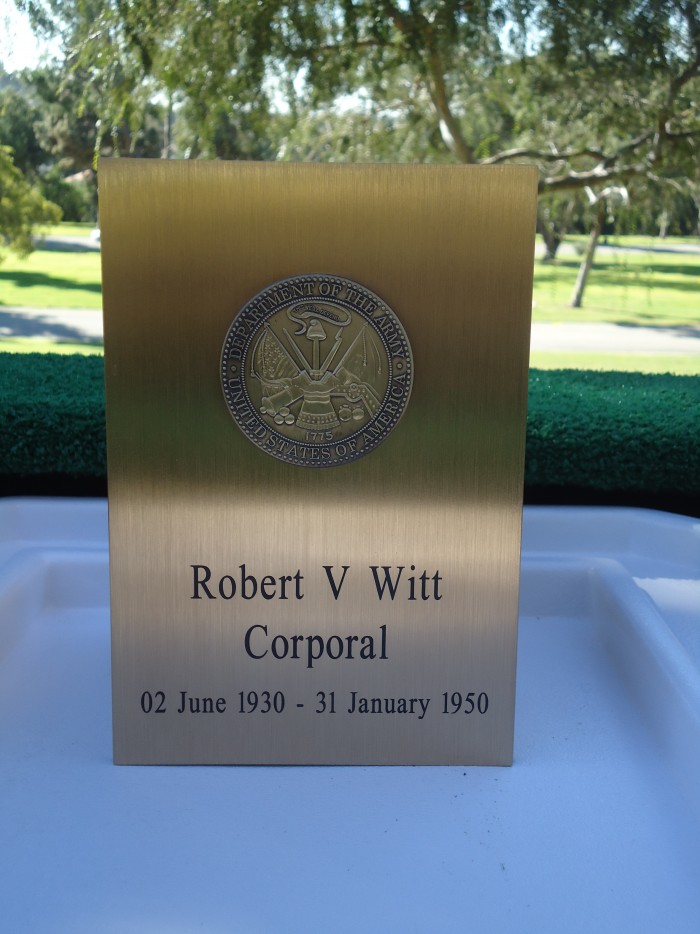 DEPARTMENT OF THE ARMY
UNITED STATES OF AMERICA
1775
Robert V Witt
Corporal
02 June 1930 - 31 January 1950